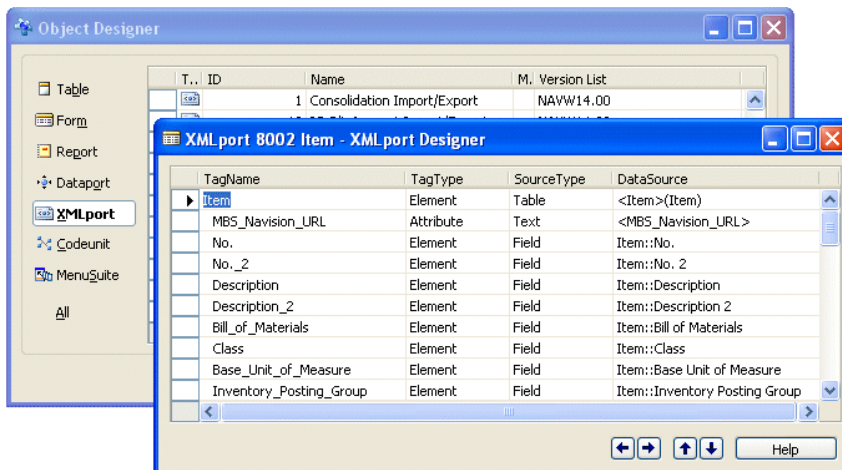 Object Designer
T.. ID Name M. Version List
Table
1 Consolidation Import/Export NAVW14.00
Form
XMLport 8002 Item - XMLport Designer
Report
TagName TagType SourceType DataSource
Dataport
Item Element Table <Item>(Item)
XMLport
MBS_Navision_URL Attribute Text <MBS_Navision_URL>
Codeunit
No. Element Field Item::No.
No._2 Element Field Item::No. 2
MenuSuite
Description Element Field Item::Description
Description_2 Element Field Item::Description 2
All
Bill_of_Materials Element Field Item::Bill of Materials
Class Element Field Item::Class
Base_Unit_of_Measure Element Field Item::Base Unit of Measure
Inventory_Posting_Group Element Field Item::Inventory Posting Group
Help